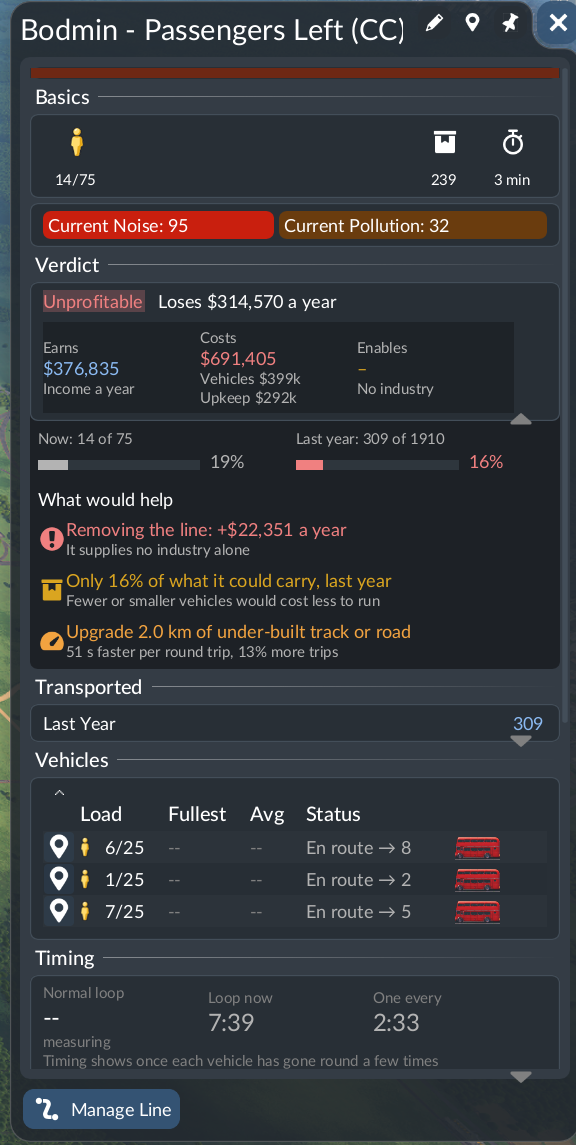 Bodmin - Passengers Left (CC)
Basics
14/75
239
3 min
Current Noise: 95
Current Pollution: 32
Verdict
Unprofitable Loses $314,570 a year
Earns
$376,835
Income a year
Costs
$691,405
Vehicles $399k
Upkeep $292k
Enables
–
No industry
Now: 14 of 75
19%
Last year: 309 of 1910
16%
What would help
Removing the line: +$22,351 a year
It supplies no industry alone
Only 16% of what it could carry, last year
Fewer or smaller vehicles would cost less to run
Upgrade 2.0 km of under-built track or road
51 s faster per round trip, 13% more trips
Transported
Last Year 309
Vehicles
Load Fullest Avg Status
6/25 -- -- En route → 8
1/25 -- -- En route → 2
7/25 -- -- En route → 5
Timing
Normal loop
--
measuring
Loop now
7:39
One every
2:33
Timing shows once each vehicle has gone round a few times
Manage Line